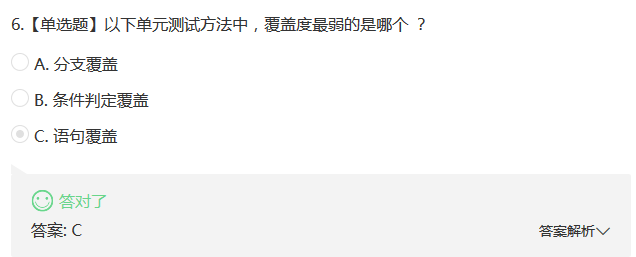 6.【单选题】以下单元测试方法中，覆盖度最弱的是哪个 ？
A. 分支覆盖
B. 条件判定覆盖
C. 语句覆盖
答对了
答案: C
答案解析